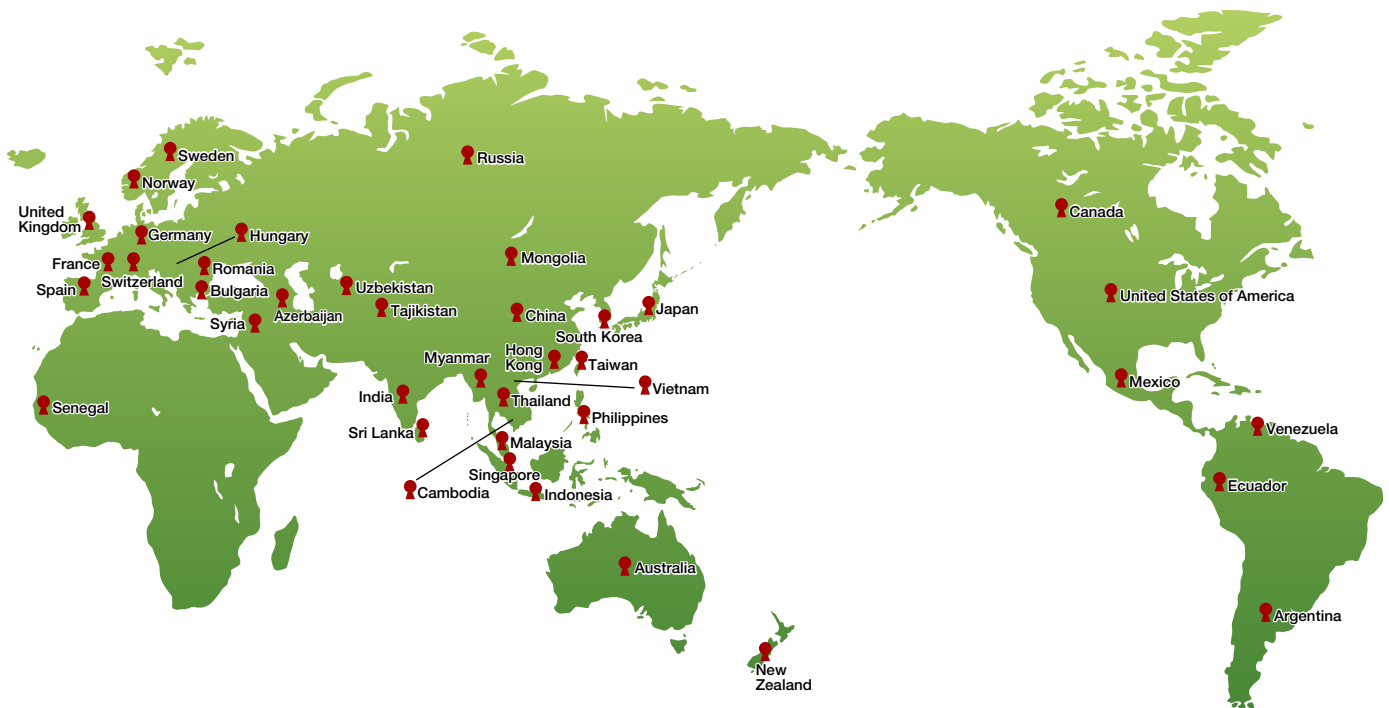 Sweden
Russia
Norway
United
Kingdom
Canada
Germany
Hungary
France
Mongolia
Romania
Switzerland
Spain
Bulgaria
Uzbekistan
United States of America
Azerbaijan
Tajikistan
Japan
China
Syria
South Korea
Hong
Kong
Myanmar
Taiwan
Mexico
Vietnam
India
Thailand
Senegal
Philippines
Venezuela
Sri Lanka
Malaysia
Singapore
Ecuador
Cambodia
Indonesia
Australia
Argentina
New
Zealand